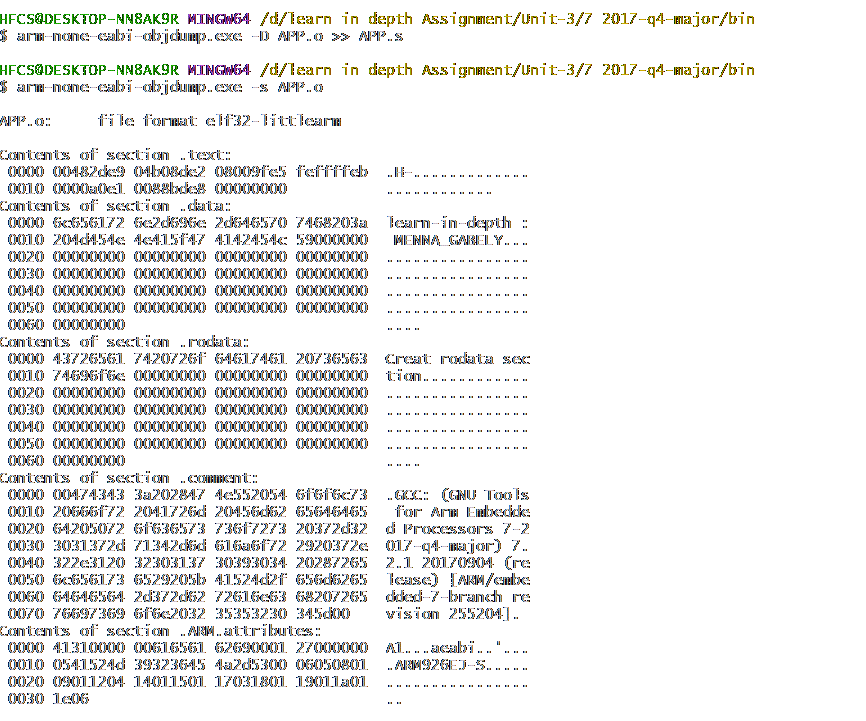 HFCS@DESKTOP-NN8AK9R MINGW64 /d/learn in depth Assignment/Unit-3/7 2017-q4-major/bin
$ arm-none-eabi-objdump.exe -D APP.o >> APP.s
HFCS@DESKTOP-NN8AK9R MINGW64 /d/learn in depth Assignment/Unit-3/7 2017-q4-major/bin
$ arm-none-eabi-objdump.exe -s APP.o
APP.o:     file format elf32-littlearm
Contents of section .text:
 0000 00482de9 04b08de2 08009fe5 feffffeb  .H-.............
 0010 0000a0e1 0088bde8 00000000           ............
Contents of section .data:
 0000 6c656172 6e2d696e 2d646570 7468203a  learn-in-depth :
 0010 204d454e 4e415f47 4142454c 59000000   MENNA_GABELY...
 0020 00000000 00000000 00000000 00000000  ................
 0030 00000000 00000000 00000000 00000000  ................
 0040 00000000 00000000 00000000 00000000  ................
 0050 00000000 00000000 00000000 00000000  ................
 0060 00000000                             ....
Contents of section .rodata:
 0000 43726561 7420726f 64617461 20736563  Creat rodata sec
 0010 74696f6e 00000000 00000000 00000000  tion............
 0020 00000000 00000000 00000000 00000000  ................
 0030 00000000 00000000 00000000 00000000  ................
 0040 00000000 00000000 00000000 00000000  ................
 0050 00000000 00000000 00000000 00000000  ................
 0060 00000000                             ....
Contents of section .comment:
 0000 00474343 3a202847 4e552054 6f6f6c73  .GCC: (GNU Tools
 0010 20666f72 2041726d 20456d62 65646465   for Arm Embedde
 0020 64205072 6f636573 736f7273 20372d32  d Processors 7-2
 0030 3031372d 71342d6d 616a6f72 2920372e  017-q4-major) 7.
 0040 322e3120 32303137 30393034 20287265  2.1 20170904 (re
 0050 6c656173 6529205b 41524d2f 656d6265  lease) [ARM/embe
 0060 64646564 2d372d62 72616e63 68207265  dded-7-branch re
 0070 76697369 6f6e2032 35353230 345d00    vision 255204].
Contents of section .ARM.attributes:
 0000 41310000 00616561 62690001 27000000  A1...aeabi..'...
 0010 0541524d 39323645 4a2d5300 06050801  .ARM926EJ-S.....
 0020 09011204 14011501 17031801 19011a01  ................
 0030 1e06                                 ..